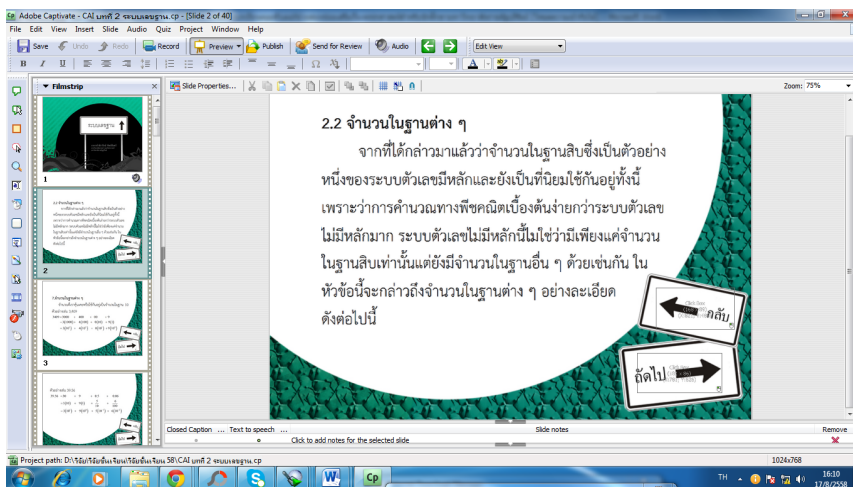 Adobe Captivate - CAI บทที่ 2 ระบบเลขฐาน.cp - [Slide 2 of 40]
File Edit View Insert Slide Audio Quiz Project Window Help
Save Undo Redo Record Preview Publish Send for Review Audio Edit View
Slide Properties... Zoom: 75%
Filmstrip
ระบบเลขฐาน
1
2
3
2.2 จำนวนในฐานต่าง ๆ
จากที่ได้กล่าวมาแล้วว่าจำนวนในฐานสิบซึ่งเป็นตัวอย่าง
หนึ่งของระบบตัวเลขมีหลักและยังเป็นที่นิยมใช้กันอยู่ทั้งนี้
เพราะว่าการคำนวณทางพีชคณิตเบื้องต้นง่ายกว่าระบบตัวเลข
ไม่มีหลักมาก ระบบตัวเลขไม่มีหลักนี้ไม่ใช่ว่ามีเพียงแค่จำนวน
ในฐานสิบเท่านั้นแต่ยังมีจำนวนในฐานอื่น ๆ ด้วยเช่นกัน ใน
หัวข้อนี้จะกล่าวถึงจำนวนในฐานต่าง ๆ อย่างละเอียด
ดังต่อไปนี้
กลับ
ถัดไป
Closed Caption ... Text to speech ... Slide notes Remove
Click to add notes for the selected slide
Project path: D:\วิจัย\วิจัยชั้นเรียน\วิจัยชั้นเรียน 58\CAI บทที่ 2 ระบบเลขฐาน.cp 1024x768
TH 16:10
17/8/2558